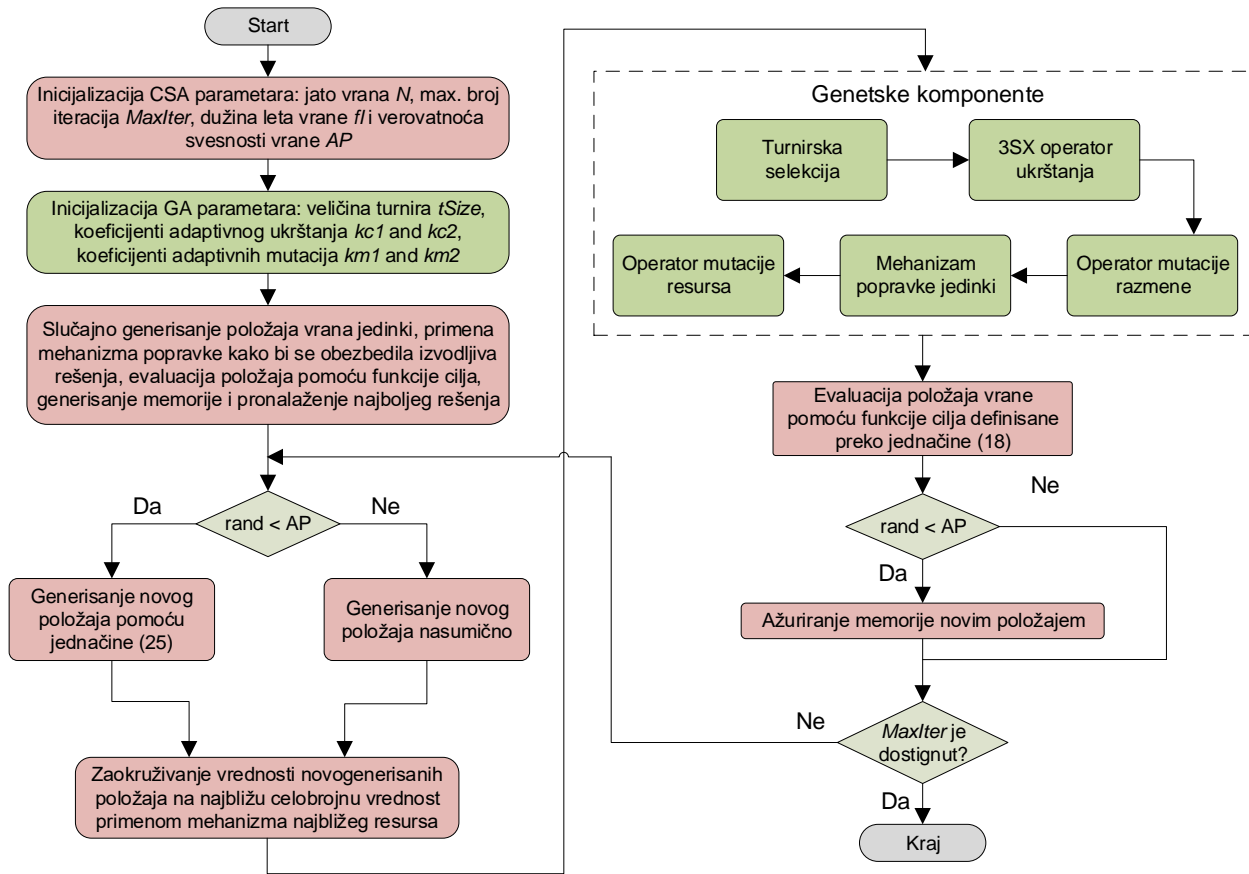 Start
Inicijalizacija CSA parametara: jato vrana N, max. broj
iteracija MaxIter, dužina leta vrane fl i verovatnoća
svesnosti vrane AP
Inicijalizacija GA parametara: veličina turnira tSize,
koeficijenti adaptivnog ukrštanja kc1 and kc2,
koeficijenti adaptivnih mutacija km1 and km2
Slučajno generisanje položaja vrana jedinki, primena
mehanizma popravke kako bi se obezbedila izvodljiva
rešenja, evaluacija položaja pomoću funkcije cilja,
generisanje memorije i pronalaženje najboljeg rešenja
Da
rand < AP
Ne
Generisanje novog
položaja pomoću
jednačine (25)
Generisanje novog
položaja nasumično
Zaokruživanje vrednosti novogenerisanih
položaja na najbližu celobrojnu vrednost
primenom mehanizma najbližeg resursa
Genetske komponente
Turnirska
selekcija
3SX operator
ukrštanja
Operator mutacije
razmene
Mehanizam
popravke jedinki
Operator mutacije
resursa
Evaluacija položaja vrane
pomoću funkcije cilja definisane
preko jednačine (18)
Ne
rand < AP
Da
Ažuriranje memorije novim položajem
Ne
MaxIter je
dostignut?
Da
Kraj